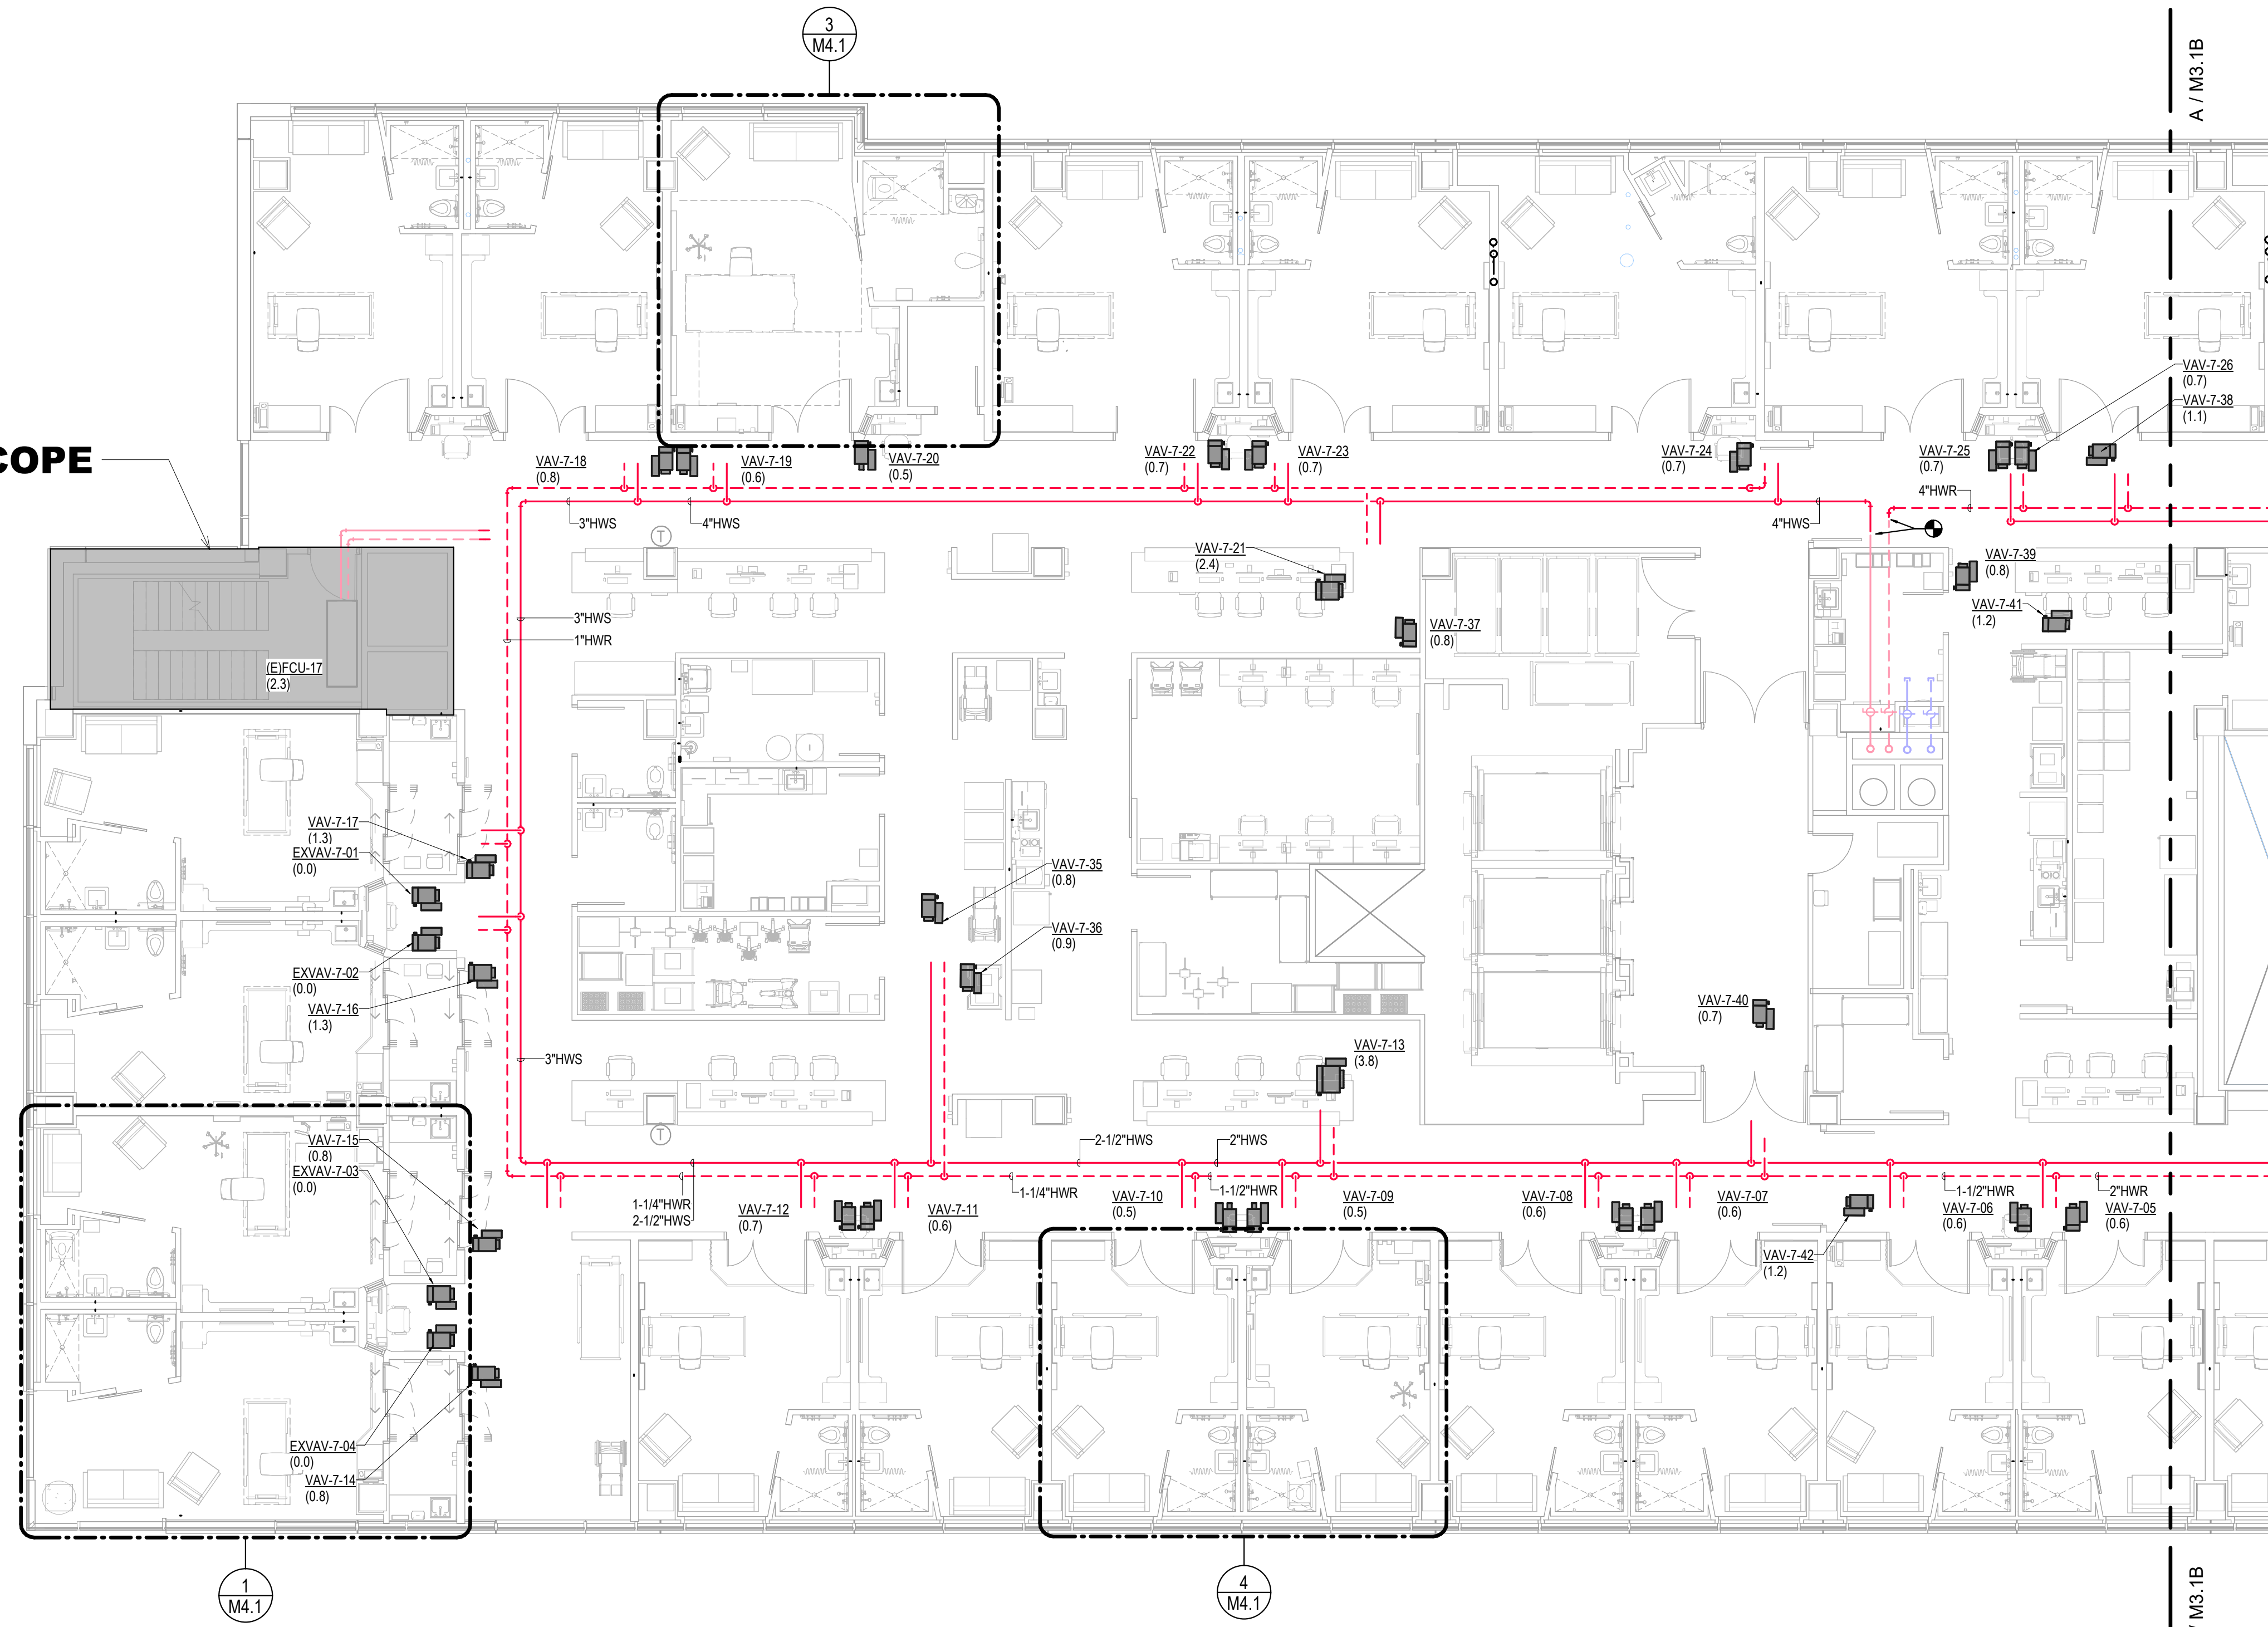 3
M4.1
A / M3.1B
COPE
VAV-7-26
(0.7)
VAV-7-38
(1.1)
VAV-7-18
(0.8)
VAV-7-19
(0.6)
VAV-7-20
(0.5)
VAV-7-22
(0.7)
VAV-7-23
(0.7)
VAV-7-24
(0.7)
VAV-7-25
(0.7)
4"HWR
3"HWS
4"HWS
4"HWS
T
VAV-7-21
(2.4)
VAV-7-39
(0.8)
VAV-7-41
(1.2)
3"HWS
1"HWR
VAV-7-37
(0.8)
(E)FCU-17
(2.3)
VAV-7-17
(1.3)
EXVAV-7-01
(0.0)
VAV-7-35
(0.8)
VAV-7-36
(0.9)
EXVAV-7-02
(0.0)
VAV-7-16
(1.3)
VAV-7-40
(0.7)
3"HWS
VAV-7-13
(3.8)
T
VAV-7-15
(0.8)
EXVAV-7-03
(0.0)
2-1/2"HWS
2"HWS
1-1/4"HWR
2-1/2"HWS
1-1/4"HWR
1-1/2"HWR
1-1/2"HWR
2"HWR
VAV-7-12
(0.7)
VAV-7-11
(0.6)
VAV-7-10
(0.5)
VAV-7-09
(0.5)
VAV-7-08
(0.6)
VAV-7-07
(0.6)
VAV-7-06
(0.6)
VAV-7-05
(0.6)
VAV-7-42
(1.2)
EXVAV-7-04
(0.0)
VAV-7-14
(0.8)
1
M4.1
4
M4.1
/ M3.1B